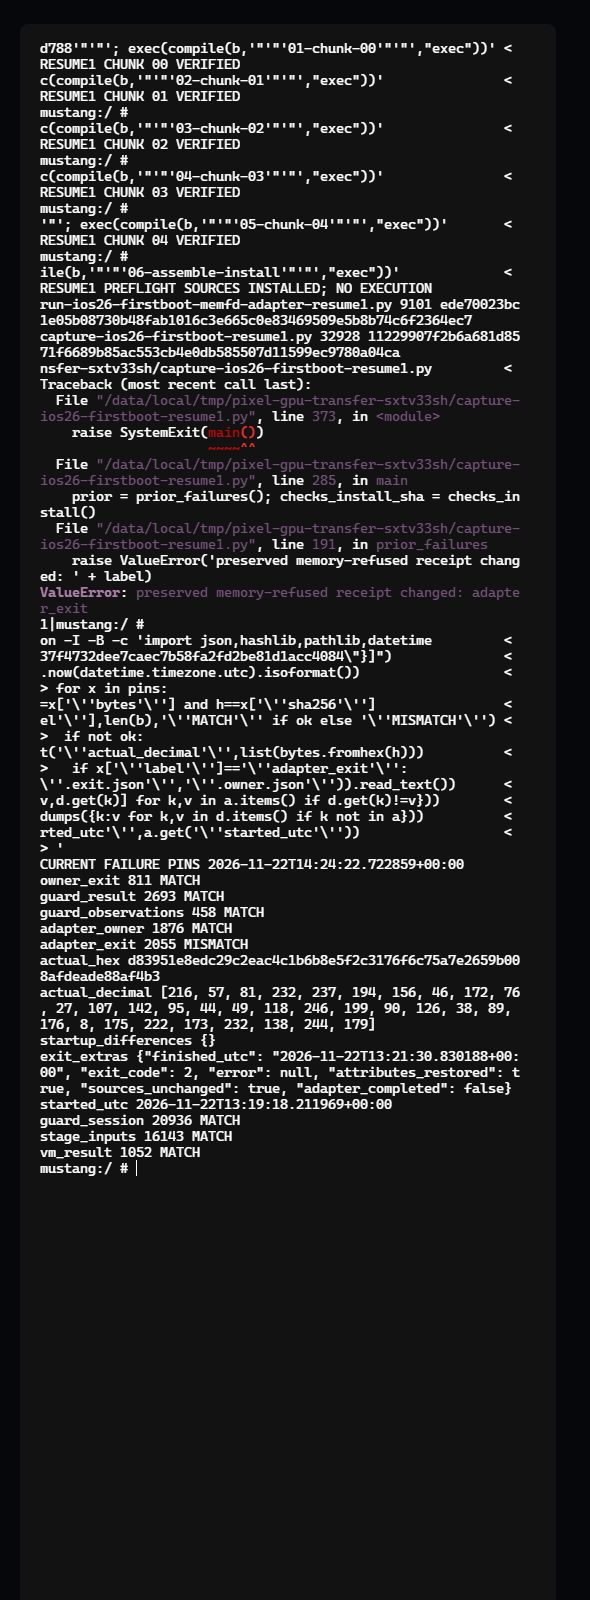 d788'"'"'; exec(compile(b,'"'"'01-chunk-00'"'"',"exec"))' <
RESUME1 CHUNK 00 VERIFIED
c(compile(b,'"'"'02-chunk-01'"'"',"exec"))' <
RESUME1 CHUNK 01 VERIFIED
mustang:/ #
c(compile(b,'"'"'03-chunk-02'"'"',"exec"))' <
RESUME1 CHUNK 02 VERIFIED
mustang:/ #
c(compile(b,'"'"'04-chunk-03'"'"',"exec"))' <
RESUME1 CHUNK 03 VERIFIED
mustang:/ #
'"'; exec(compile(b,'"'"'05-chunk-04'"'"',"exec"))' <
RESUME1 CHUNK 04 VERIFIED
mustang:/ #
ile(b,'"'"'06-assemble-install'"'"',"exec"))' <
RESUME1 PREFLIGHT SOURCES INSTALLED; NO EXECUTION
run-ios26-firstboot-memfd-adapter-resume1.py 9101 ede70023bc
1e05b08730b48fab1016c3e665c0e83469509e5b8b74c6f2364ec7
capture-ios26-firstboot-resume1.py 32928 11229907f2b6a681d85
71f6689b85ac553cb4e0db585507d11599ec9780a04ca
nsfer-sxtv33sh/capture-ios26-firstboot-resume1.py <
Traceback (most recent call last):
  File "/data/local/tmp/pixel-gpu-transfer-sxtv33sh/capture-
ios26-firstboot-resume1.py", line 373, in <module>
    raise SystemExit(main())
                     ~~~~^^
  File "/data/local/tmp/pixel-gpu-transfer-sxtv33sh/capture-
ios26-firstboot-resume1.py", line 285, in main
    prior = prior_failures(); checks_install_sha = checks_in
stall()
  File "/data/local/tmp/pixel-gpu-transfer-sxtv33sh/capture-
ios26-firstboot-resume1.py", line 191, in prior_failures
    raise ValueError('preserved memory-refused receipt chang
ed: ' + label)
ValueError: preserved memory-refused receipt changed: adapte
r_exit
1|mustang:/ #
on -I -B -c 'import json,hashlib,pathlib,datetime <
37f4732dee7caec7b58fa2fd2be81d1acc4084\"}]") <
.now(datetime.timezone.utc).isoformat()) <
> for x in pins:
=x['\''bytes'\''] and h==x['\''sha256'\''] <
el'\''],len(b),'\''MATCH'\'' if ok else '\''MISMATCH'\'') <
>  if not ok:
t('\''actual_decimal'\'',list(bytes.fromhex(h))) <
>   if x['\''label'\'']=='\''adapter_exit'\'':
\''.exit.json'\'','\''.owner.json'\'')).read_text()) <
v,d.get(k)] for k,v in a.items() if d.get(k)!=v})) <
dumps({k:v for k,v in d.items() if k not in a})) <
rted_utc'\'',a.get('\''started_utc'\'')) <
> '
CURRENT FAILURE PINS 2026-11-22T14:24:22.722859+00:00
owner_exit 811 MATCH
guard_result 2693 MATCH
guard_observations 458 MATCH
adapter_owner 1876 MATCH
adapter_exit 2055 MISMATCH
actual_hex d83951e8edc29c2eac4c1b6b8e5f2c3176f6c75a7e2659b00
8afdeade88af4b3
actual_decimal [216, 57, 81, 232, 237, 194, 156, 46, 172, 76
, 27, 107, 142, 95, 44, 49, 118, 246, 199, 90, 126, 38, 89,
176, 8, 175, 222, 173, 232, 138, 244, 179]
startup_differences {}
exit_extras {"finished_utc": "2026-11-22T13:21:30.830188+00:
00", "exit_code": 2, "error": null, "attributes_restored": t
rue, "sources_unchanged": true, "adapter_completed": false}
started_utc 2026-11-22T13:19:18.211969+00:00
guard_session 20936 MATCH
stage_inputs 16143 MATCH
vm_result 1052 MATCH
mustang:/ #